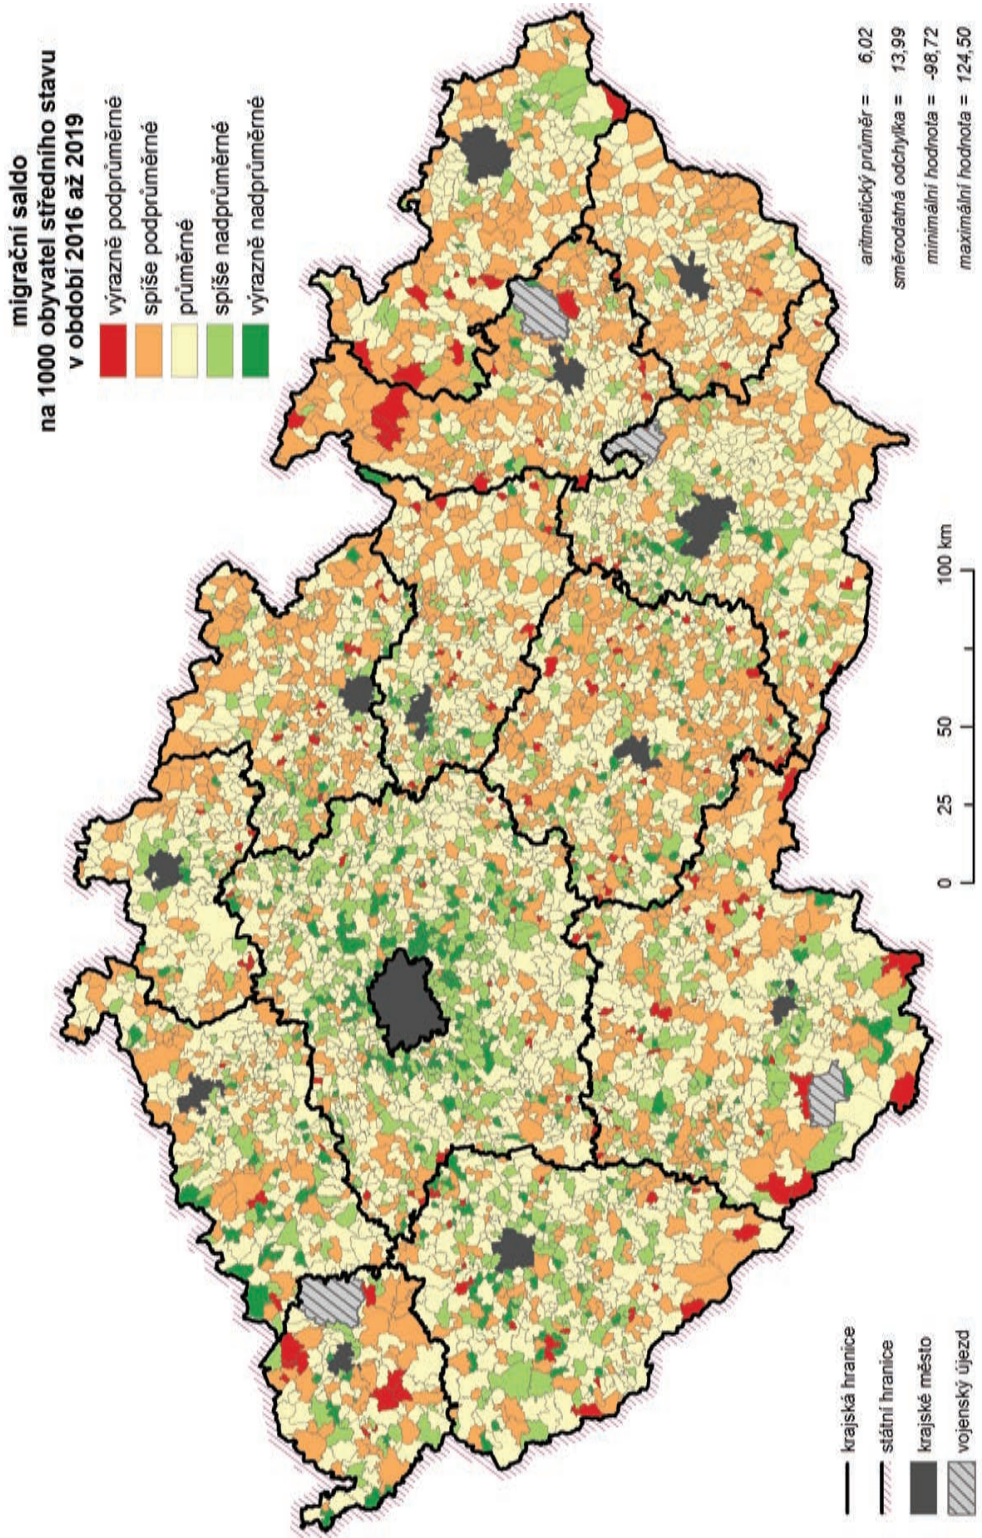 migrační saldo
na 1000 obyvatel středního stavu
v období 2016 až 2019
výrazně podprůměrné
spíše podprůměrné
průměrné
spíše nadprůměrné
výrazně nadprůměrné
aritmetický průměr = 6,02
směrodatná odchylka = 13,99
minimální hodnota = -98,72
maximální hodnota = 124,50
krajská hranice
státní hranice
krajské město
vojenský újezd
0 25 50 100 km